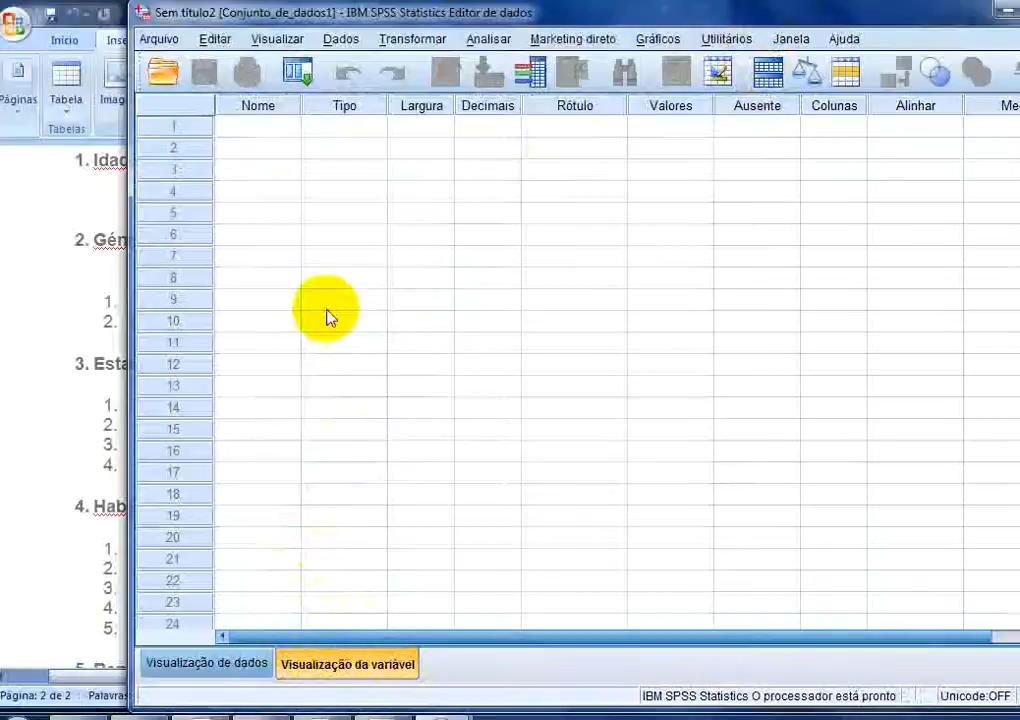 Sem título2 [Conjunto_de_dados1] - IBM SPSS Statistics Editor de dados
Início
Arquivo Editar Visualizar Dados Transformar Analisar Marketing direto Gráficos Utilitários Janela Ajuda
Páginas Tabela
Tabelas
Nome Tipo Largura Decimais Rótulo Valores Ausente Colunas Alinhar
1
2
3
4
5
6
7
8
9
10
11
12
13
14
15
16
17
18
19
20
21
22
23
24
1. Idad
2. Gén
1.
2.
3. Esta
1.
2.
3.
4.
4. Hab
1.
2.
3.
4.
5.
Visualização de dados Visualização da variável
Página: 2 de 2 Palavras
IBM SPSS Statistics O processador está pronto Unicode:OFF